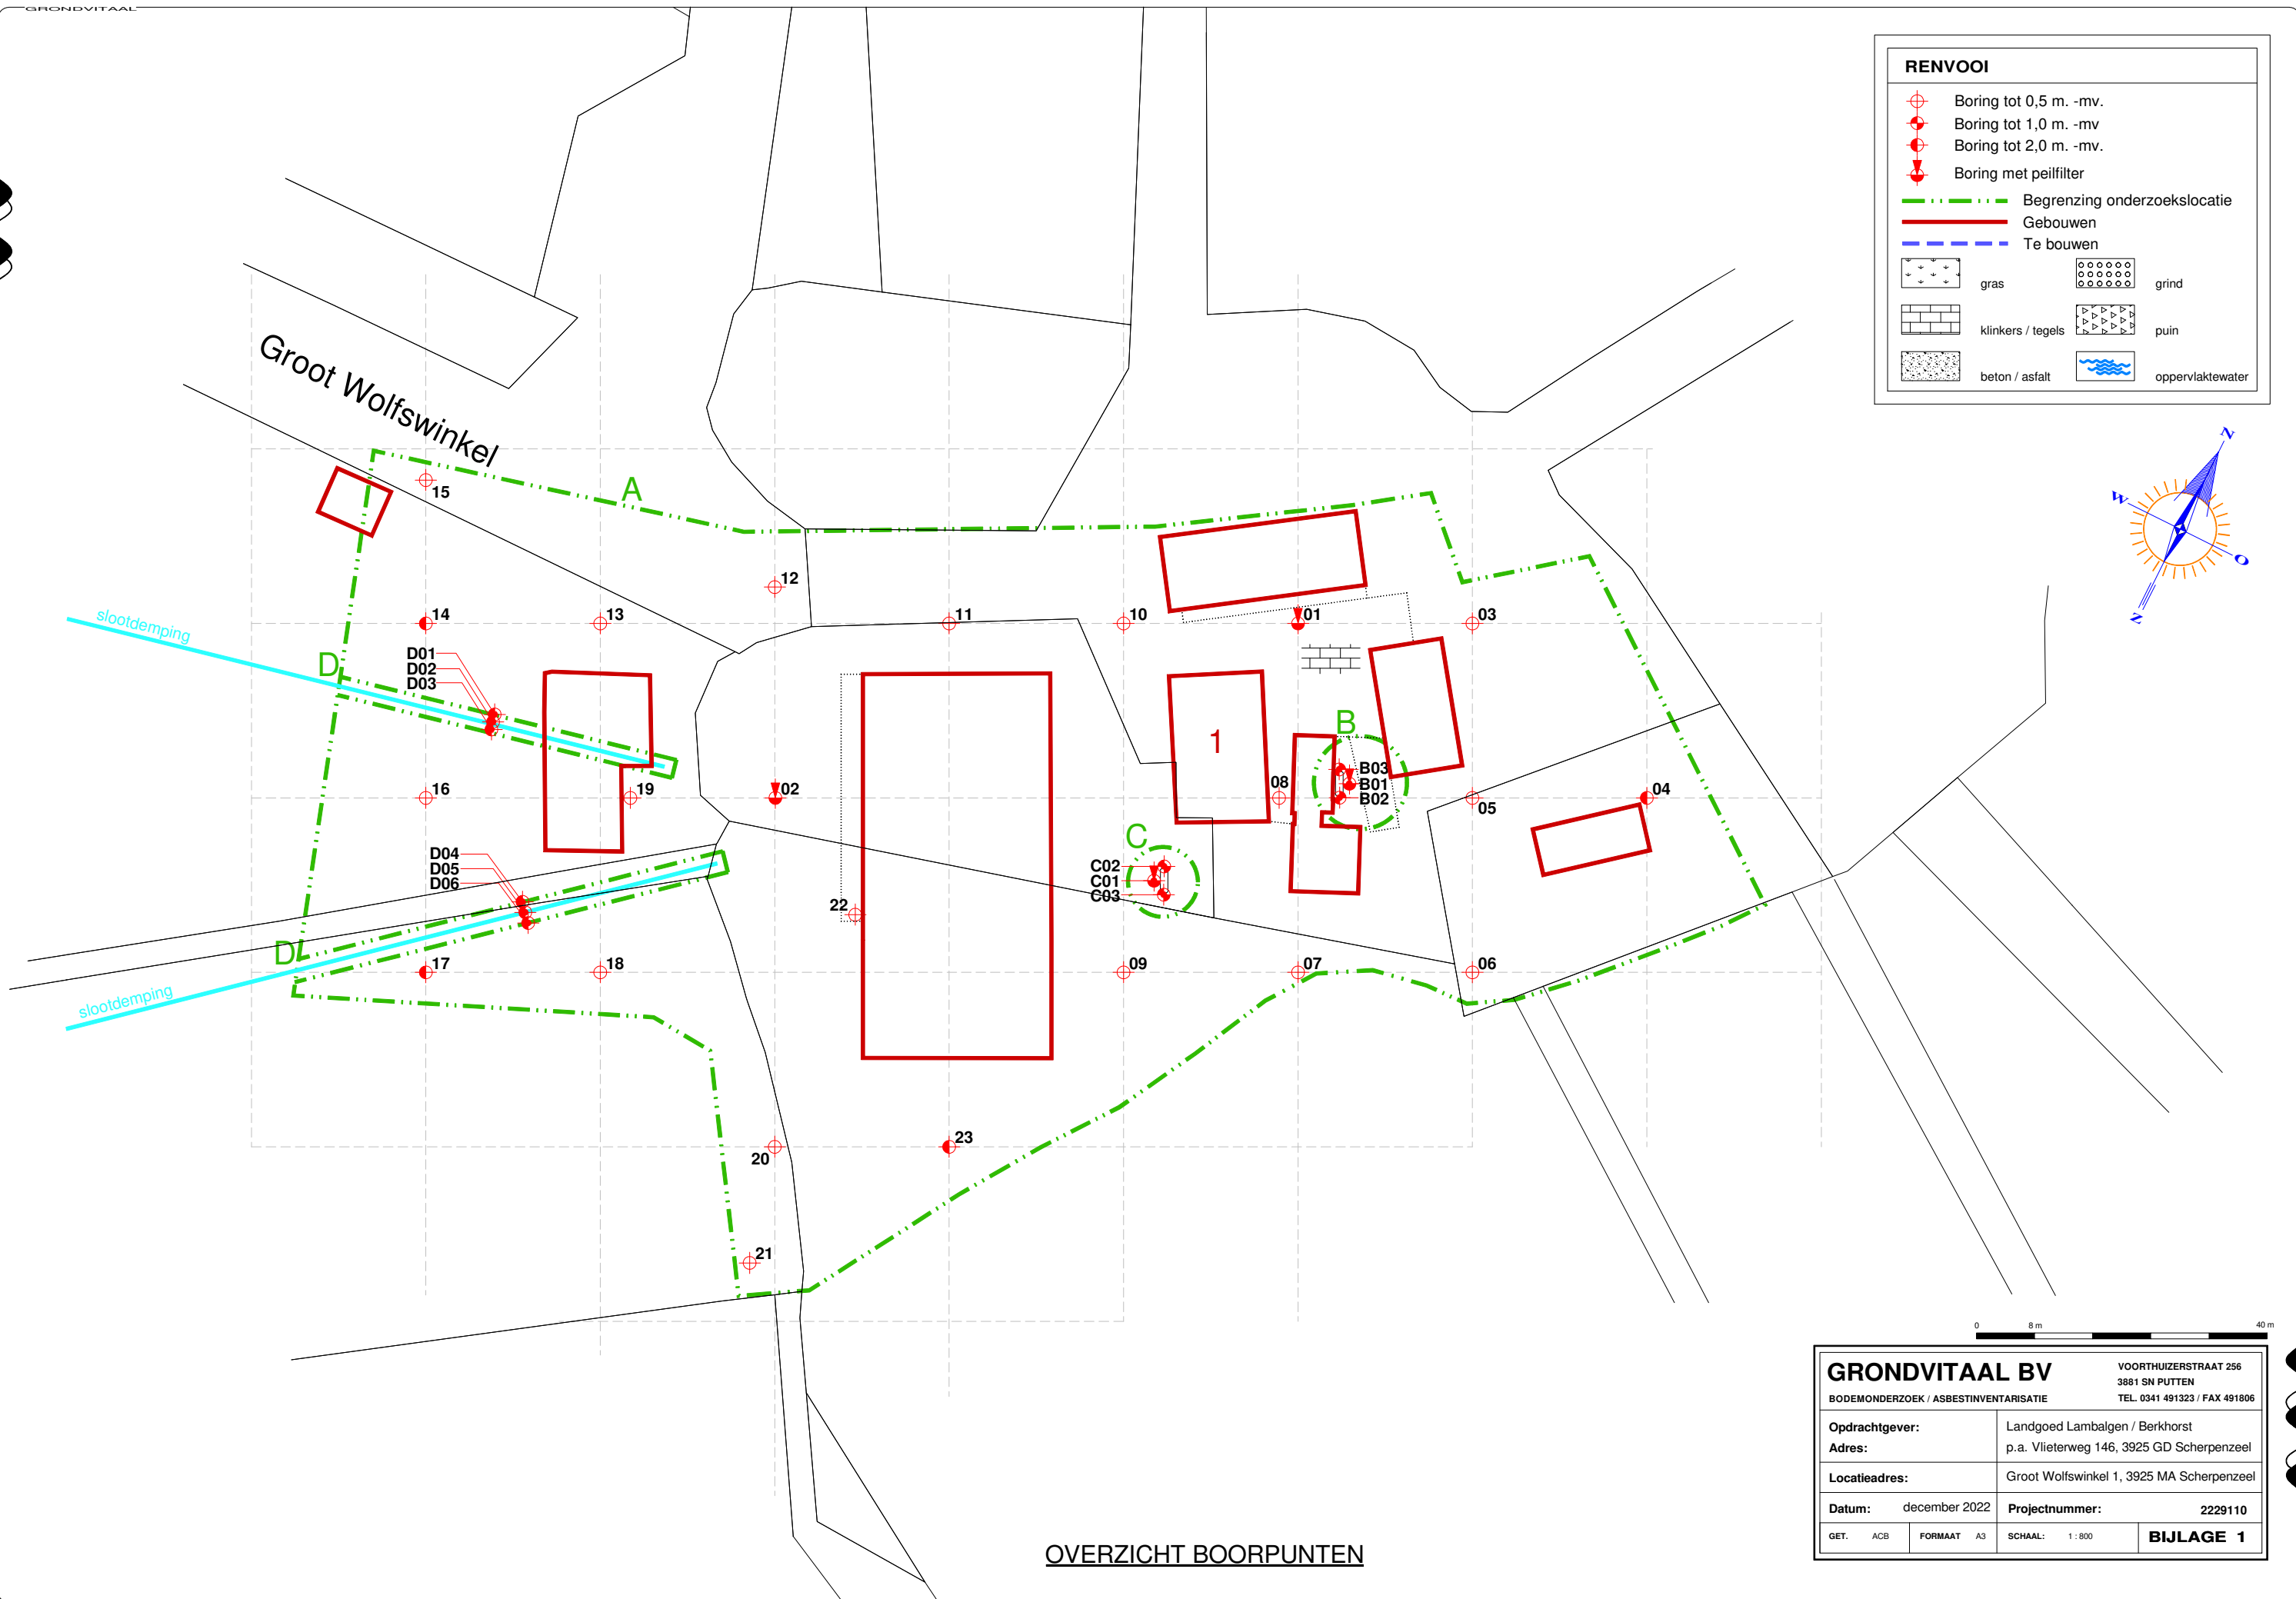 GRONDVITAAL
RENVOOI
Boring tot 0,5 m. -mv.
Boring tot 1,0 m. -mv
Boring tot 2,0 m. -mv.
Boring met peilfilter
Begrenzing onderzoekslocatie
Gebouwen
Te bouwen
gras
grind
klinkers / tegels
puin
beton / asfalt
oppervlaktewater
N
W
O
Z
Groot Wolfswinkel
A
15
12
14
13
11
10
01
03
slootdemping
D
D01
D02
D03
1
B
B03
B01
B02
16
19
02
08
05
04
C
C02
C01
C03
D04
D05
D06
22
D
17
18
09
07
06
slootdemping
20
23
21
0
8 m
40 m
GRONDVITAAL BV
BODEMONDERZOEK / ASBESTINVENTARISATIE
VOORTHUIZERSTRAAT 256
3881 SN PUTTEN
TEL. 0341 491323 / FAX 491806
Opdrachtgever: Landgoed Lambalgen / Berkhorst
Adres: p.a. Vlieterweg 146, 3925 GD Scherpenzeel
Locatieadres: Groot Wolfswinkel 1, 3925 MA Scherpenzeel
Datum: december 2022 Projectnummer: 2229110
GET. ACB FORMAAT A3 SCHAAL: 1 : 800 BIJLAGE 1
OVERZICHT BOORPUNTEN